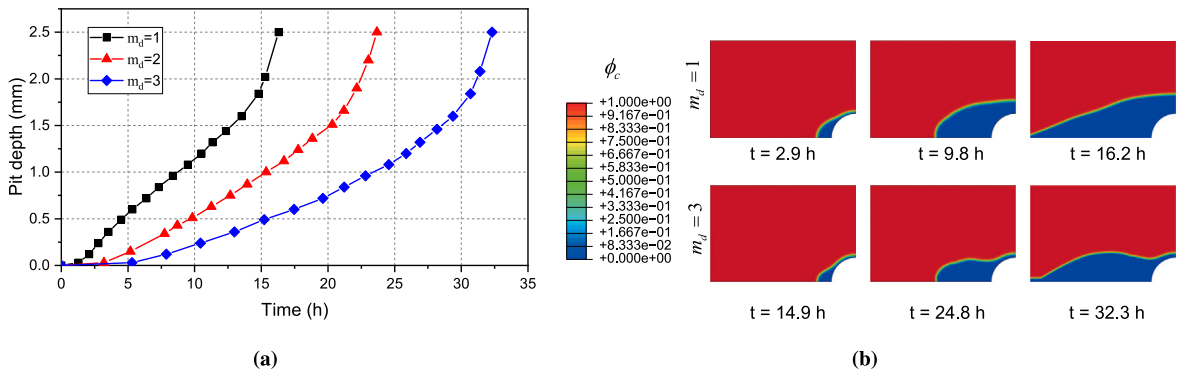 2.5
2.0
1.5
1.0
0.5
0.0
Pit depth (mm)
m_d=1
m_d=2
m_d=3
0 5 10 15 20 25 30 35
Time (h)
(a)
ϕ_c
+1.000e+00
+9.167e-01
+8.333e-01
+7.500e-01
+6.667e-01
+5.833e-01
+5.000e-01
+4.167e-01
+3.333e-01
+2.500e-01
+1.667e-01
+8.333e-02
+0.000e+00
m_d = 1
t = 2.9 h t = 9.8 h t = 16.2 h
m_d = 3
t = 14.9 h t = 24.8 h t = 32.3 h
(b)